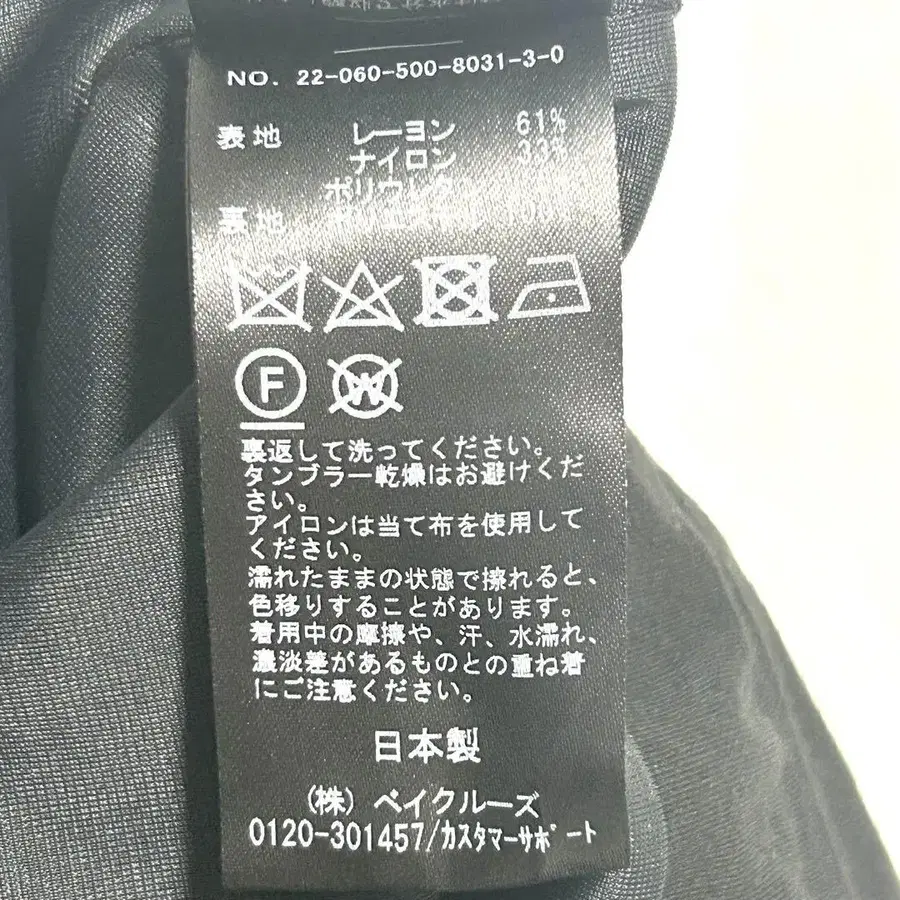 NO. 22-060-500-8031-3-0
表地 レーヨン 61%
ナイロン 33%
ポリウレタン
裏地
F
W
裏返して洗ってください。
タンブラー乾燥はお避けくだ
さい。
アイロンは当て布を使用して
ください。
濡れたままの状態で擦れると、
色移りすることがあります。
着用中の摩擦や、汗、水濡れ、
濃淡差があるものとの重ね着
にご注意ください。
日本製
(株) ベイクルーズ
0120-301457/カスタマーサポート